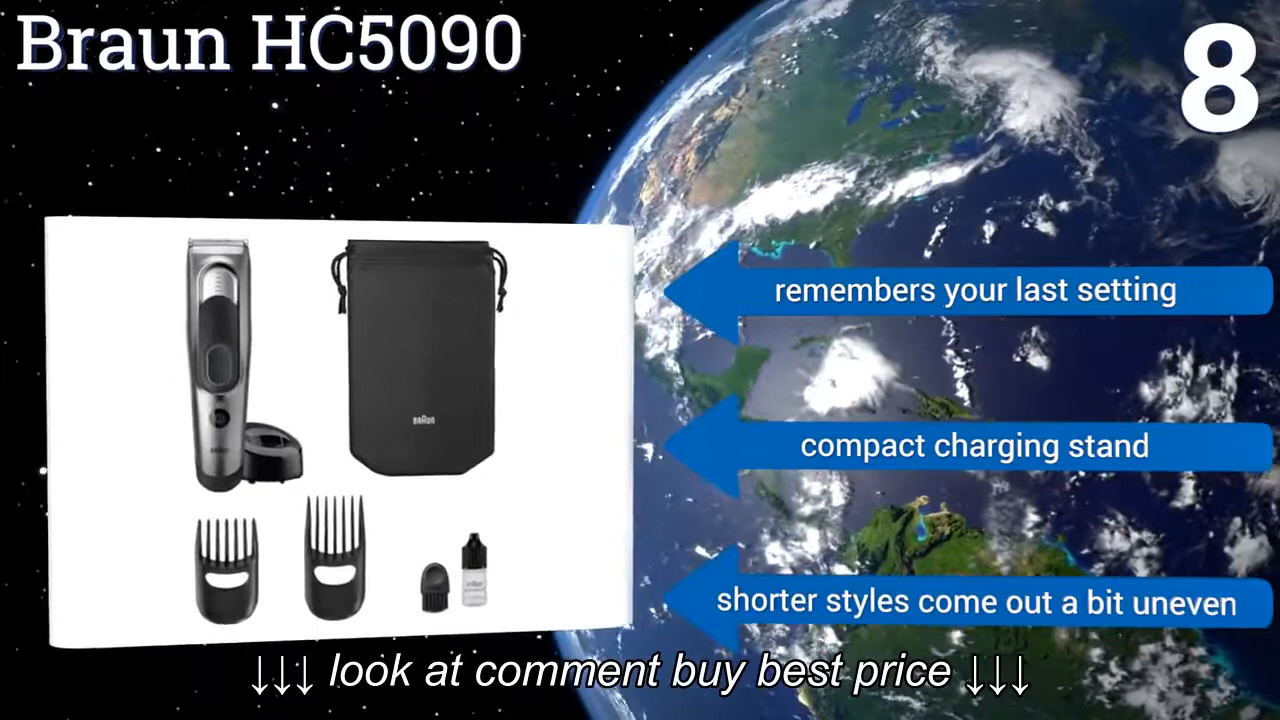 Braun HC5090
8
remembers your last setting
BRAUN
compact charging stand
shorter styles come out a bit uneven
↓↓↓ look at comment buy best price ↓↓↓